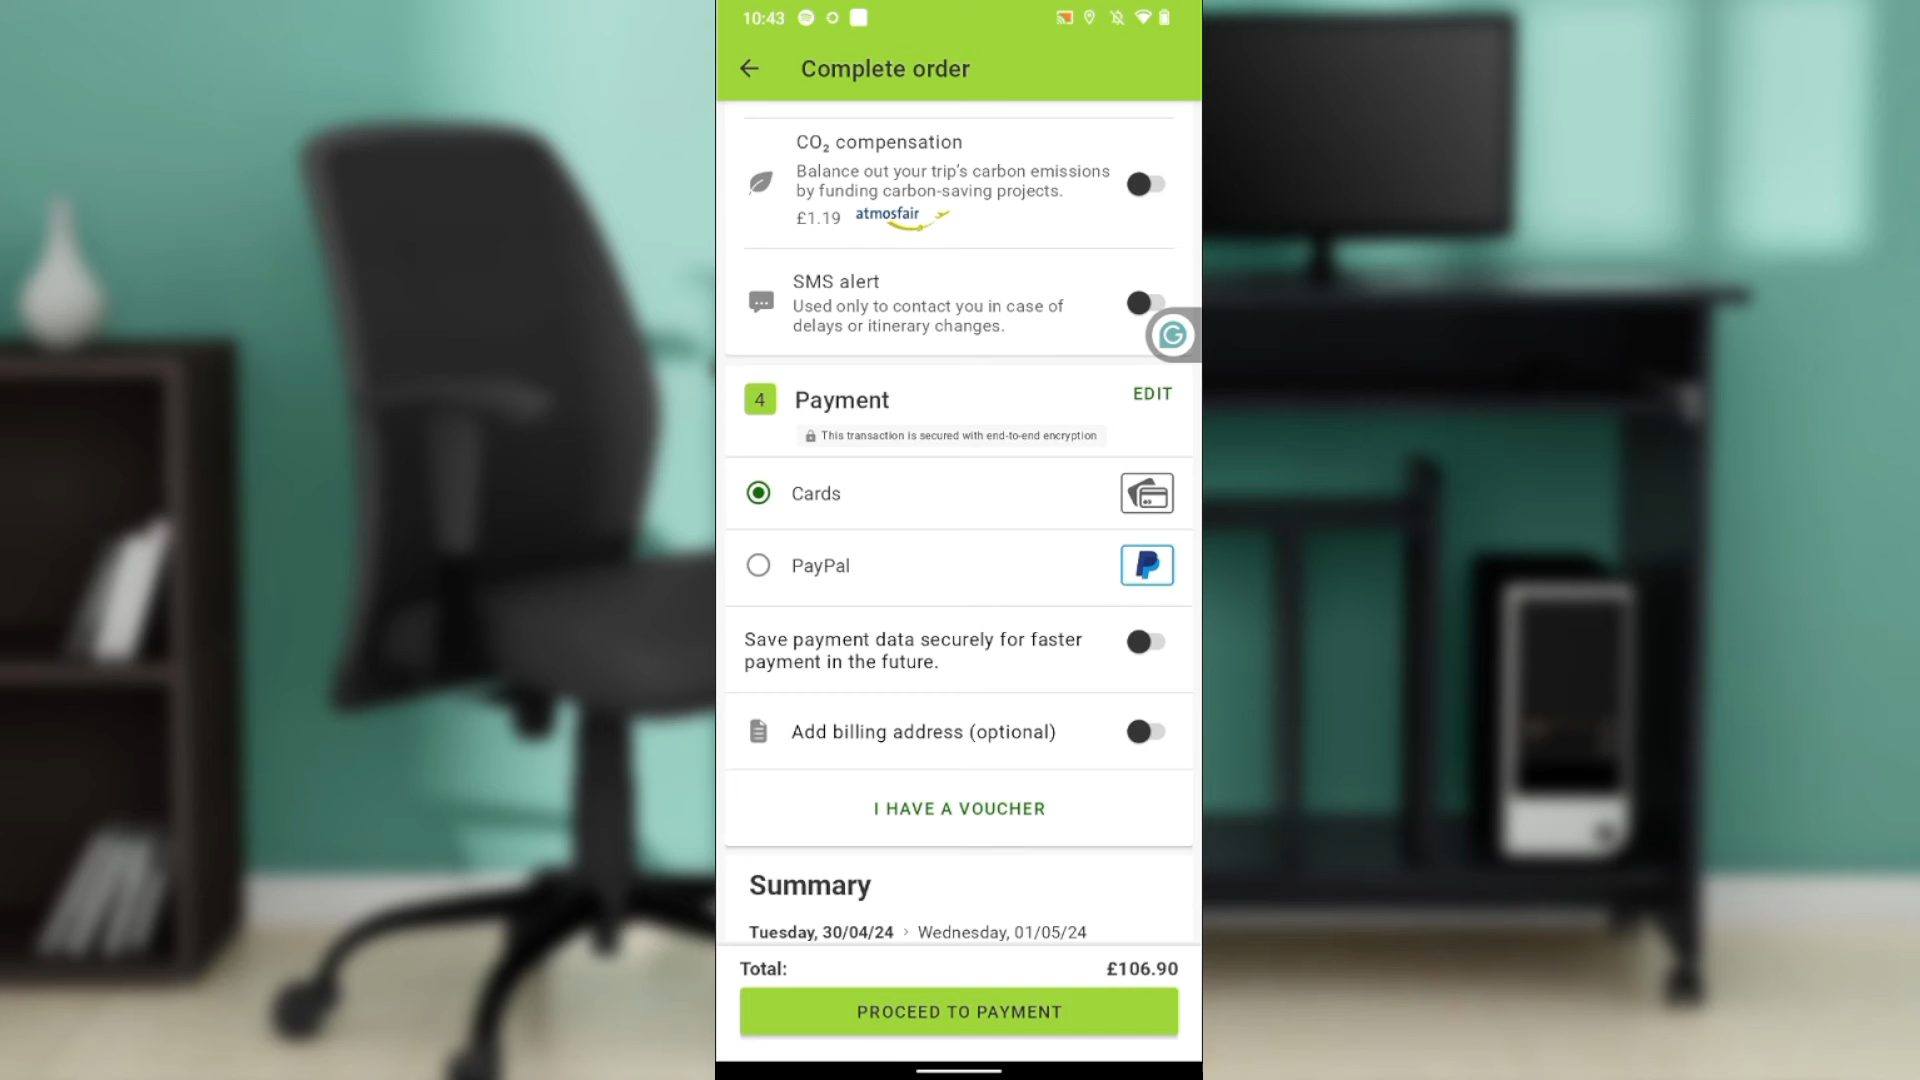 10:43
Complete order
CO₂ compensation
Balance out your trip’s carbon emissions
by funding carbon-saving projects.
£1.19 atmosfair
SMS alert
Used only to contact you in case of
delays or itinerary changes.
4 Payment EDIT
This transaction is secured with end-to-end encryption
Cards
PayPal
Save payment data securely for faster
payment in the future.
Add billing address (optional)
I HAVE A VOUCHER
Summary
Tuesday, 30/04/24 › Wednesday, 01/05/24
Total: £106.90
PROCEED TO PAYMENT